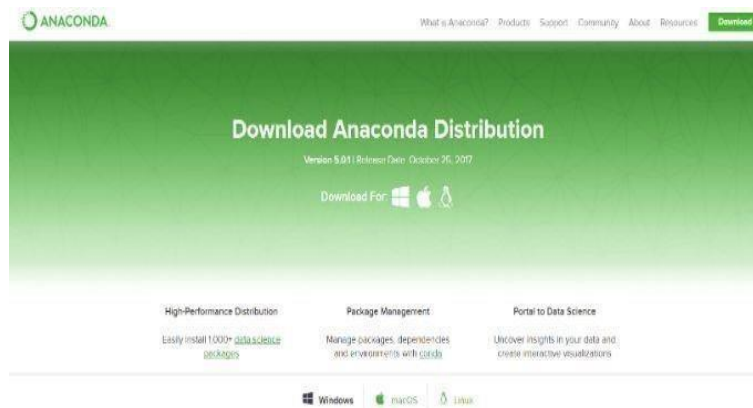 ANACONDA
What is Anaconda? Products Support Community About Resources Download
Download Anaconda Distribution
Version 5.0.1 | Release Date: October 25, 2017
Download For:
High-Performance Distribution
Easily install 1,000+ data science
packages
Package Management
Manage packages, dependencies
and environments with conda
Portal to Data Science
Uncover insights in your data and
create interactive visualizations
Windows macOS Linux